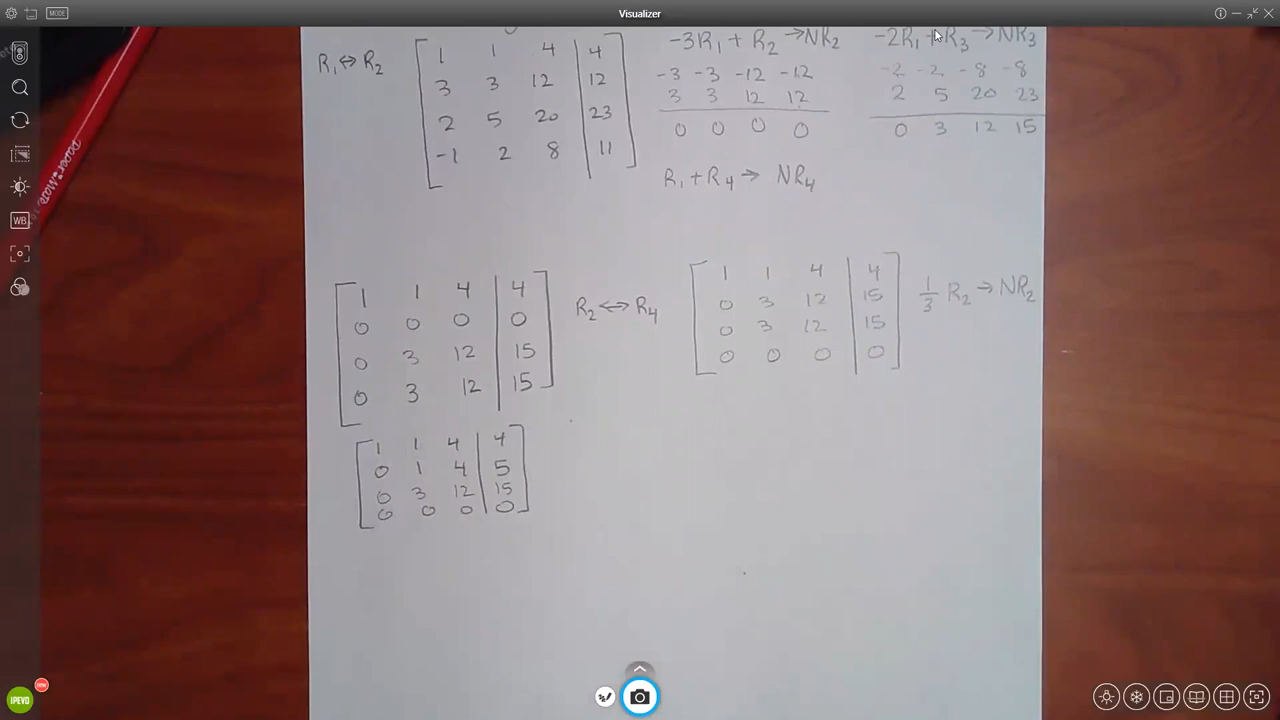 MODE
Visualizer
R₁ ↔ R₂
1 1 4 | 4
3 3 12 | 12
2 5 20 | 23
-1 2 8 | 11
-3R₁ + R₂ → NR₂
-3 -3 -12 -12
3 3 12 12
0 0 0 0
-2R₁ + R₃ → NR₃
-2 -2 -8 -8
2 5 20 23
0 3 12 15
R₁ + R₄ → NR₄
1 1 4 | 4
0 0 0 | 0
0 3 12 | 15
0 3 12 | 15
R₂ ↔ R₄
1 1 4 | 4
0 3 12 | 15
0 3 12 | 15
0 0 0 | 0
1/3 R₂ → NR₂
1 1 4 | 4
0 1 4 | 5
0 3 12 | 15
0 0 0 | 0
WB
IPEVO
new